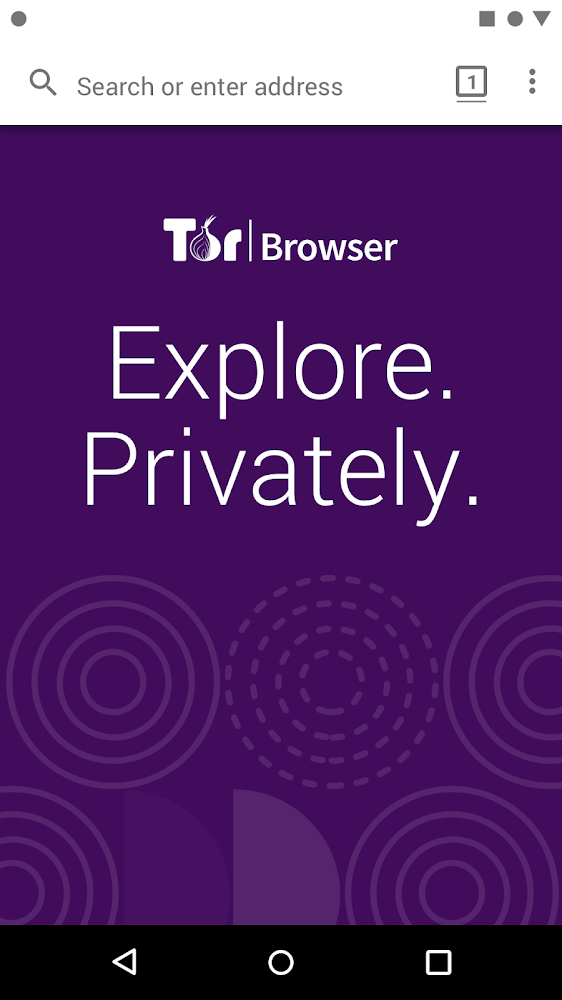 Search or enter address
1
Tor | Browser
Explore.
Privately.